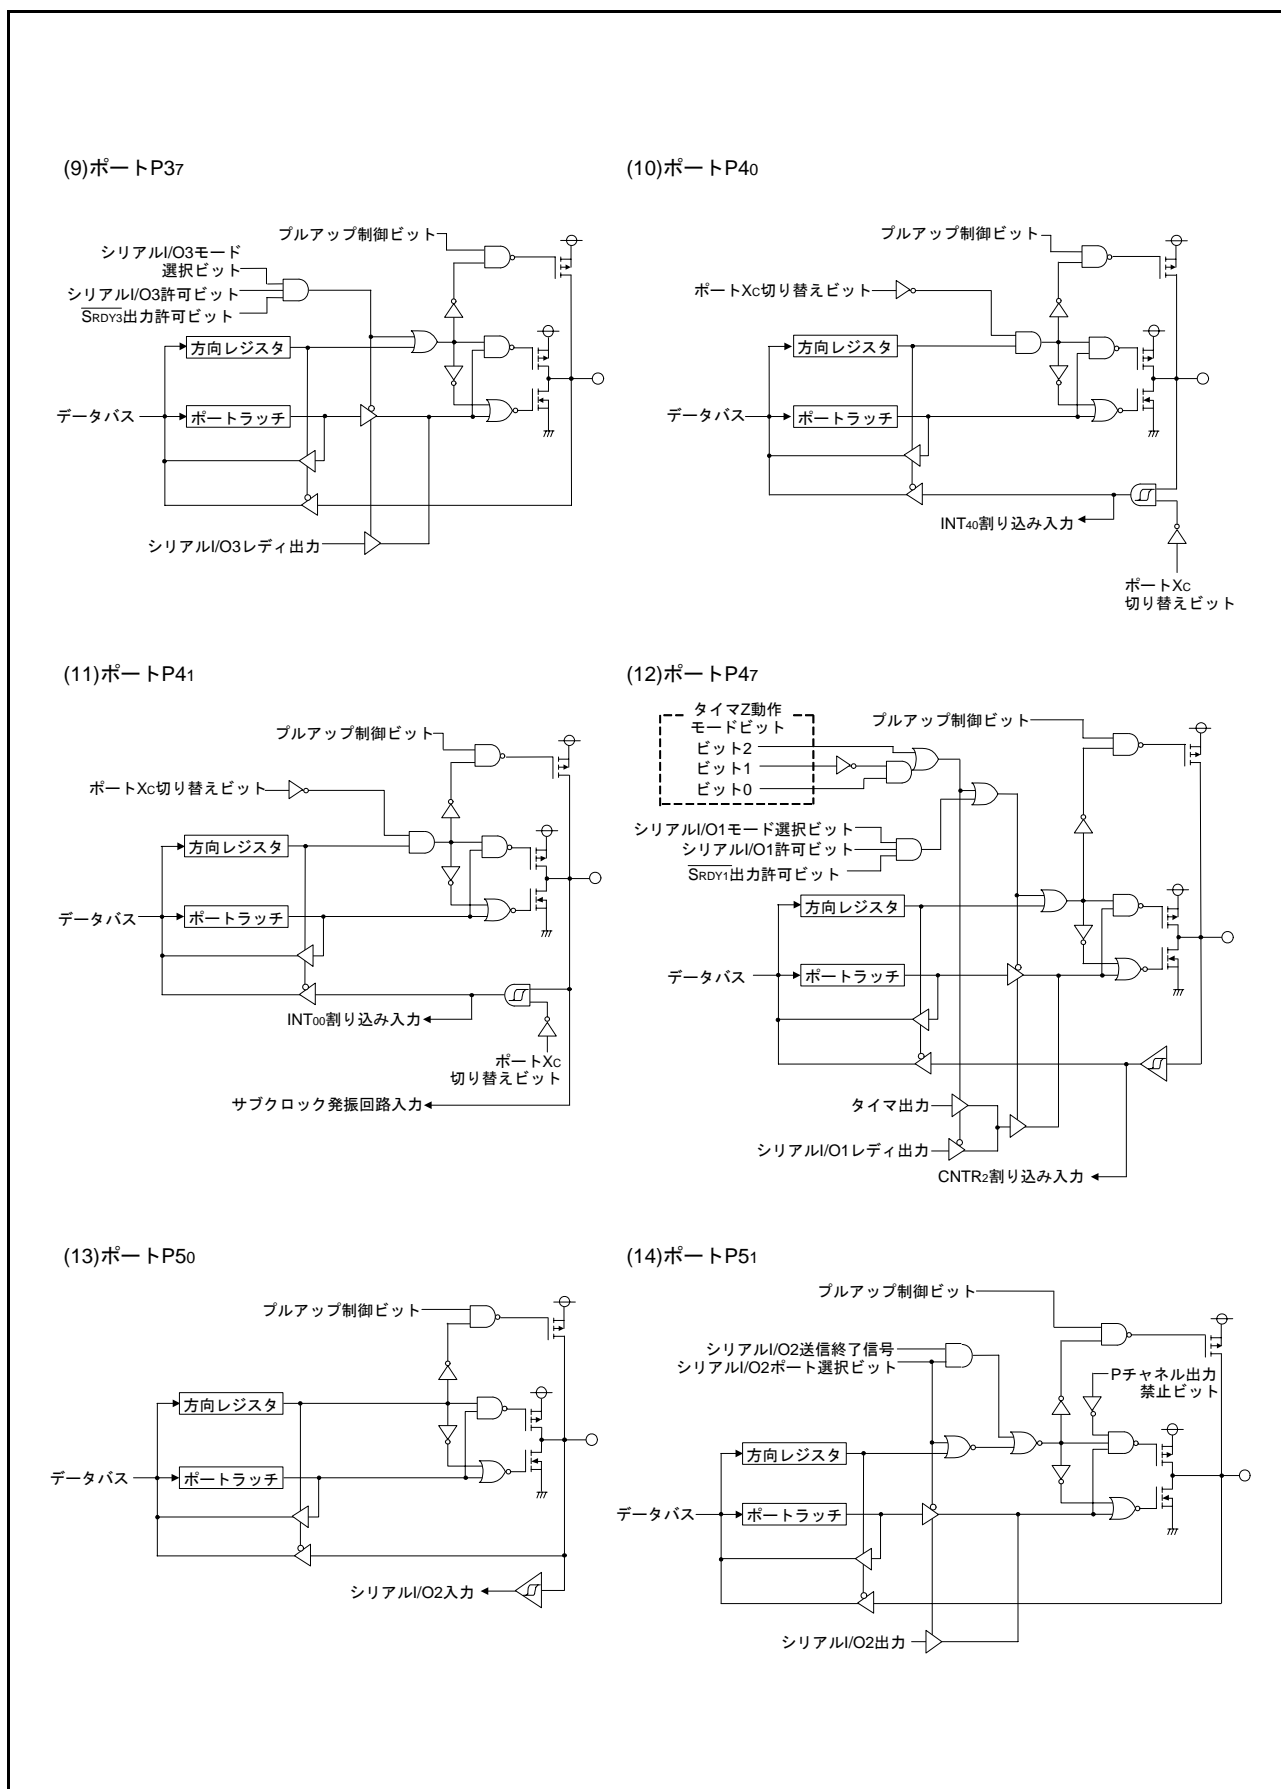 (9)ポートP37
プルアップ制御ビット
シリアルI/O3モード
選択ビット
シリアルI/O3許可ビット
SRDY3出力許可ビット
方向レジスタ
データバス
ポートラッチ
シリアルI/O3レディ出力
(10)ポートP40
プルアップ制御ビット
ポートXC切り替えビット
方向レジスタ
データバス
ポートラッチ
INT40割り込み入力
ポートXC
切り替えビット
(11)ポートP41
プルアップ制御ビット
ポートXC切り替えビット
方向レジスタ
データバス
ポートラッチ
INT00割り込み入力
ポートXC
切り替えビット
サブクロック発振回路入力
(12)ポートP47
タイマZ動作
モードビット
ビット2
ビット1
ビット0
プルアップ制御ビット
シリアルI/O1モード選択ビット
シリアルI/O1許可ビット
SRDY1出力許可ビット
方向レジスタ
データバス
ポートラッチ
タイマ出力
シリアルI/O1レディ出力
CNTR2割り込み入力
(13)ポートP50
プルアップ制御ビット
方向レジスタ
データバス
ポートラッチ
シリアルI/O2入力
(14)ポートP51
プルアップ制御ビット
シリアルI/O2送信終了信号
シリアルI/O2ポート選択ビット
Pチャネル出力
禁止ビット
方向レジスタ
データバス
ポートラッチ
シリアルI/O2出力